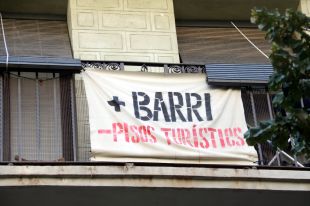 + BARRI
- PISOS TURÍSTICS